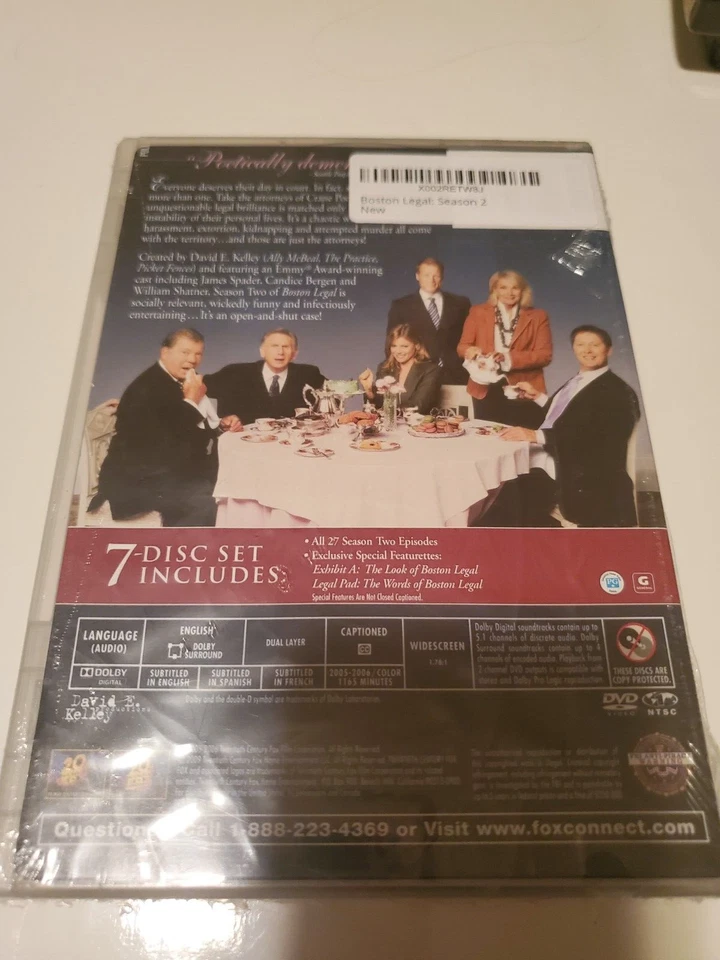 "Poetically demen
X002RETW8J
Boston Legal: Season 2
New
Everyone deserves their day in court. In fact,
more than one. Take the attorneys of Crane Po
unquestionable legal brilliance is marched only
instability of their personal lives. It's a chaotic
harassment, extortion, kidnapping and attempted murder all come
with the territory...and those are just the attorneys!
Created by David E. Kelley (Ally McBeal, The Practice,
Picket Fences) and featuring an Emmy® Award-winning
cast including James Spader, Candice Bergen and
William Shatner, Season Two of Boston Legal is
socially relevant, wickedly funny and infectiously
entertaining...It's an open-and-shut case!
7-DISC SET
INCLUDES:
• All 27 Season Two Episodes
• Exclusive Special Featurettes:
Exhibit A: The Look of Boston Legal
Legal Pad: The Words of Boston Legal
Special Features Are Not Closed Captioned.
G
LANGUAGE
(AUDIO)
ENGLISH
DOLBY
SURROUND
DUAL LAYER
CAPTIONED
CC
WIDESCREEN
1.78:1
DOLBY
DIGITAL
SUBTITLED
IN ENGLISH
SUBTITLED
IN SPANISH
SUBTITLED
IN FRENCH
2005-2006/COLOR
1165 MINUTES
Dolby Digital soundtracks contain up to
5.1 channels of discrete audio. Dolby
Surround soundtracks contain up to 4
channels of encoded audio. Playback from
2 channel DVD outputs is compatible with
Stereo and Dolby Pro Logic reproduction.
THESE DISCS ARE
COPY PROTECTED.
Dolby and the double-D symbol are trademarks of Dolby Laboratories.
David E.
Kelley
PRODUCTIONS
DVD
VIDEO
NTSC
20
Question Call 1-888-223-4369 or Visit www.foxconnect.com